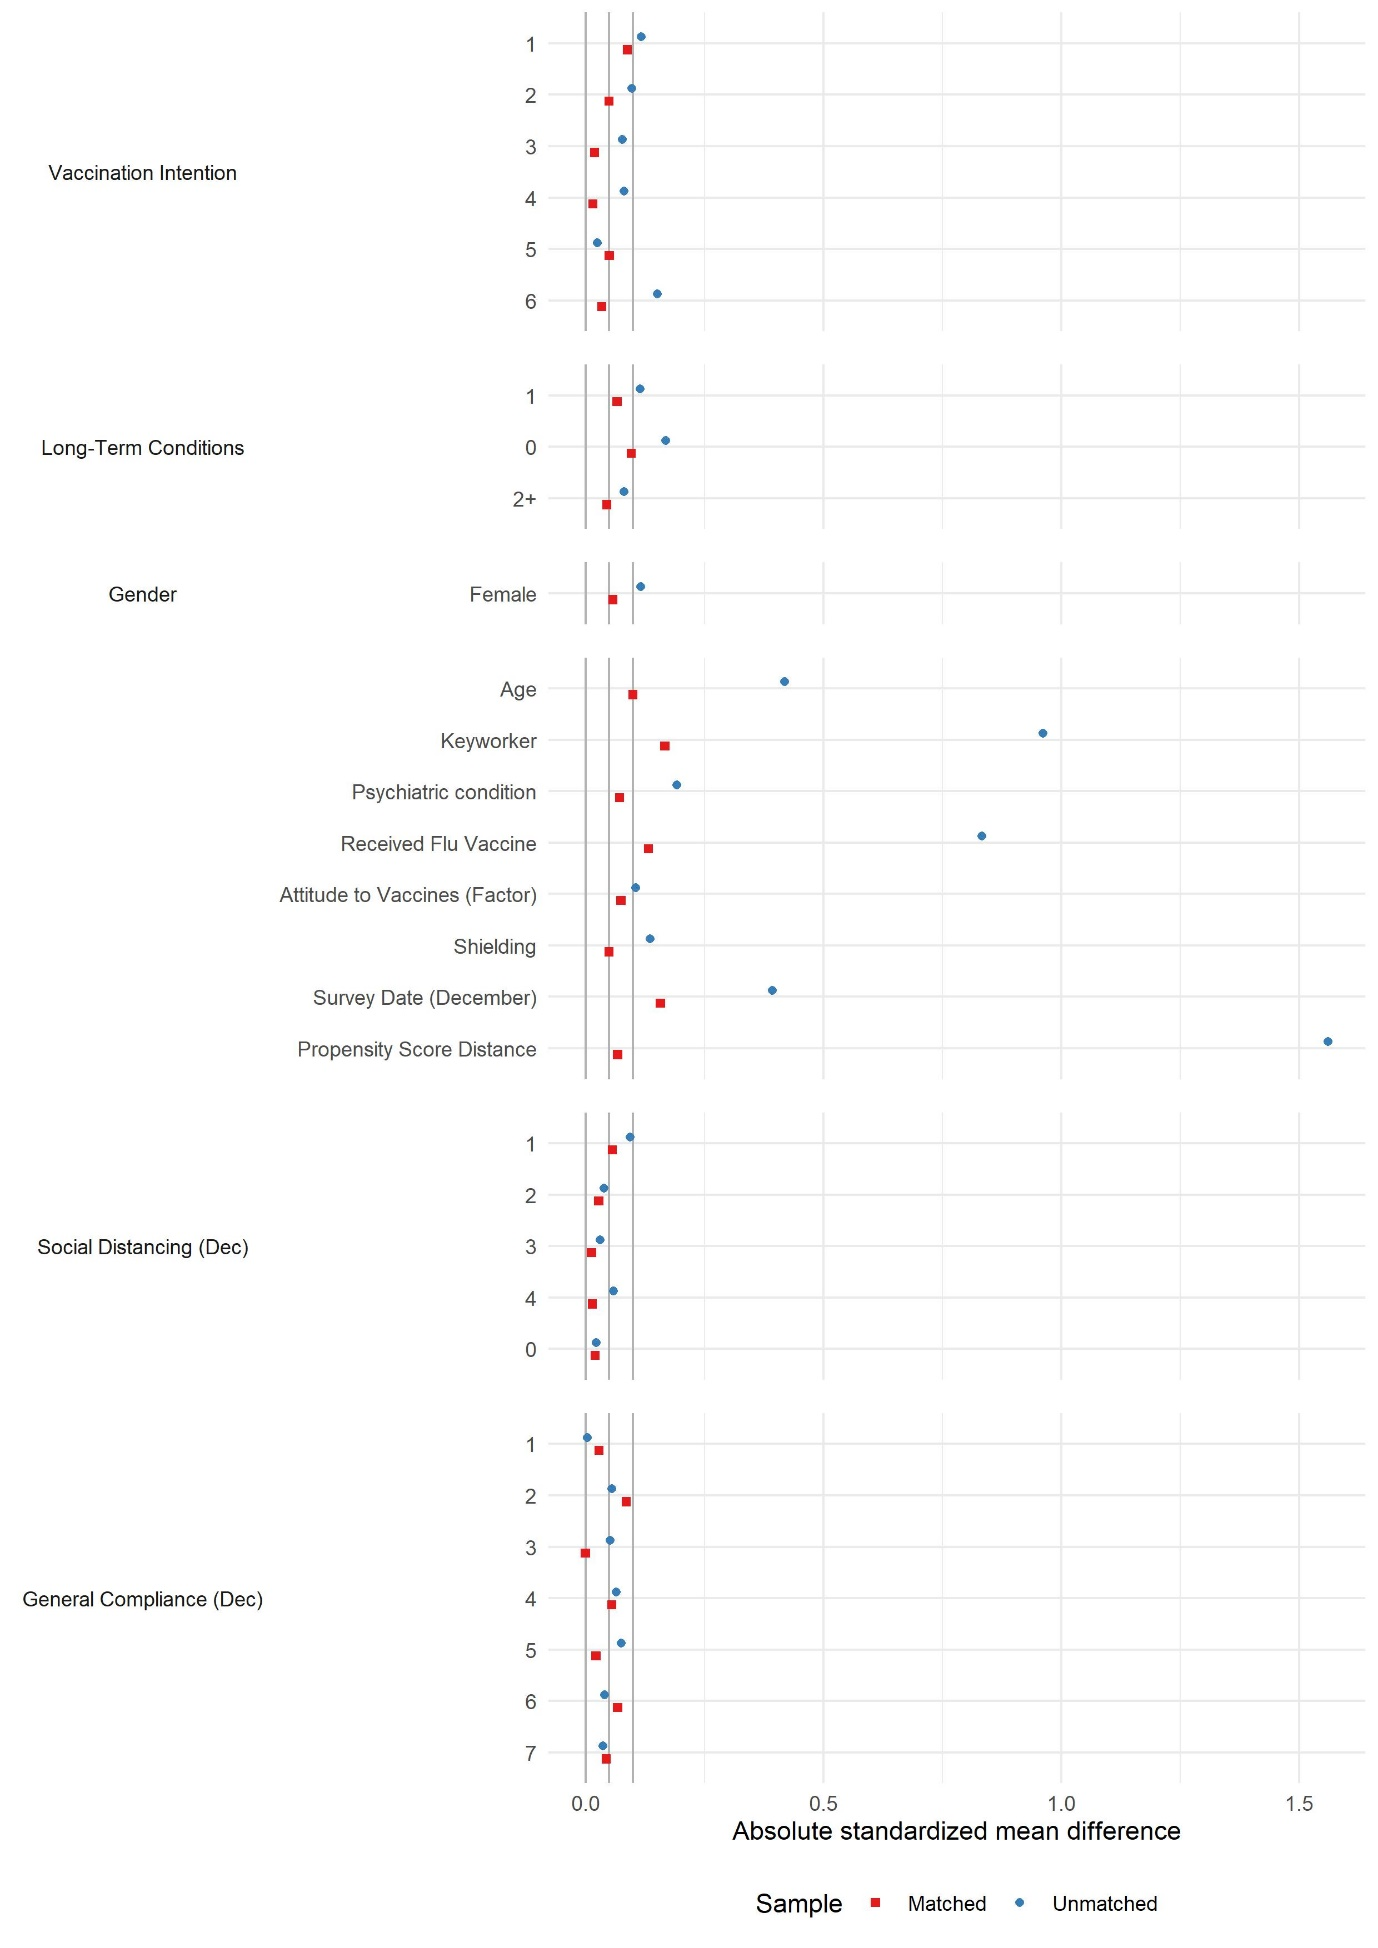 Vaccination Intention
1
2
3
4
5
6
Long-Term Conditions
1
0
2+
Gender
Female
Age
Keyworker
Psychiatric condition
Received Flu Vaccine
Attitude to Vaccines (Factor)
Shielding
Survey Date (December)
Propensity Score Distance
Social Distancing (Dec)
1
2
3
4
0
General Compliance (Dec)
1
2
3
4
5
6
7
0.0 0.5 1.0 1.5
Absolute standardized mean difference
Sample Matched Unmatched